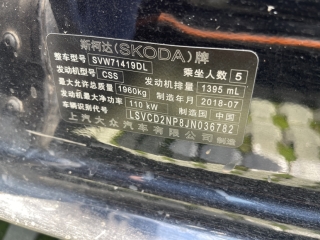 斯柯达(SKODA)牌
整车型号 SVW71419DL 乘坐人数 5
发动机型号 CSS 发动机排量 1395 mL
最大允许总质量 1960kg 制造年月 2018-07
发动机最大净功率 110 kW 制造国 中国
车辆识别代号 LSVCD2NP8JN036782
上汽大众汽车有限公司 制造